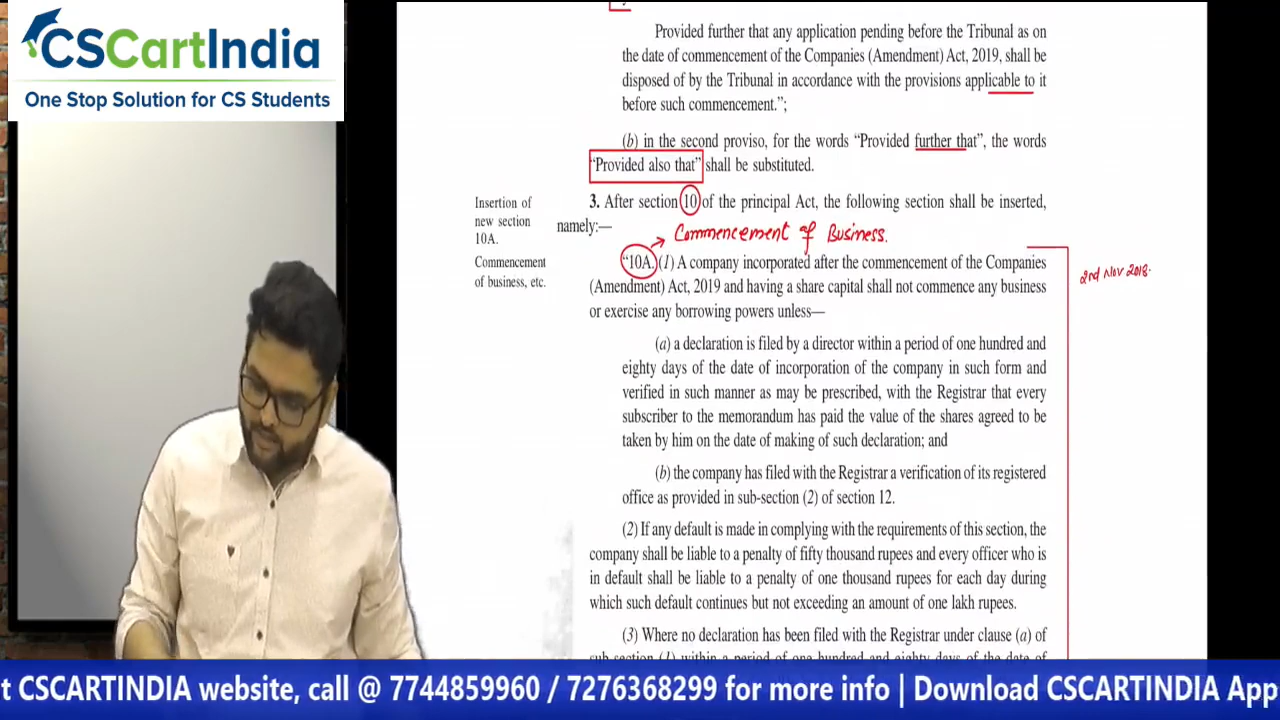 CSCartIndia
One Stop Solution for CS Students
Provided further that any application pending before the Tribunal as on
the date of commencement of the Companies (Amendment) Act, 2019, shall be
disposed of by the Tribunal in accordance with the provisions applicable to it
before such commencement.”;
(b) in the second proviso, for the words “Provided further that”, the words
“Provided also that” shall be substituted.
Insertion of
new section
10A.
3. After section 10 of the principal Act, the following section shall be inserted,
namely:—
Commencement of Business.
Commencement
of business, etc.
“10A. (1) A company incorporated after the commencement of the Companies
2nd Nov 2018.
(Amendment) Act, 2019 and having a share capital shall not commence any business
or exercise any borrowing powers unless—
(a) a declaration is filed by a director within a period of one hundred and
eighty days of the date of incorporation of the company in such form and
verified in such manner as may be prescribed, with the Registrar that every
subscriber to the memorandum has paid the value of the shares agreed to be
taken by him on the date of making of such declaration; and
(b) the company has filed with the Registrar a verification of its registered
office as provided in sub-section (2) of section 12.
(2) If any default is made in complying with the requirements of this section, the
company shall be liable to a penalty of fifty thousand rupees and every officer who is
in default shall be liable to a penalty of one thousand rupees for each day during
which such default continues but not exceeding an amount of one lakh rupees.
(3) Where no declaration has been filed with the Registrar under clause (a) of
sub-section (1) within a period of one hundred and eighty days of the date of
t CSCARTINDIA website, call @ 7744859960 / 7276368299 for more info | Download CSCARTINDIA App